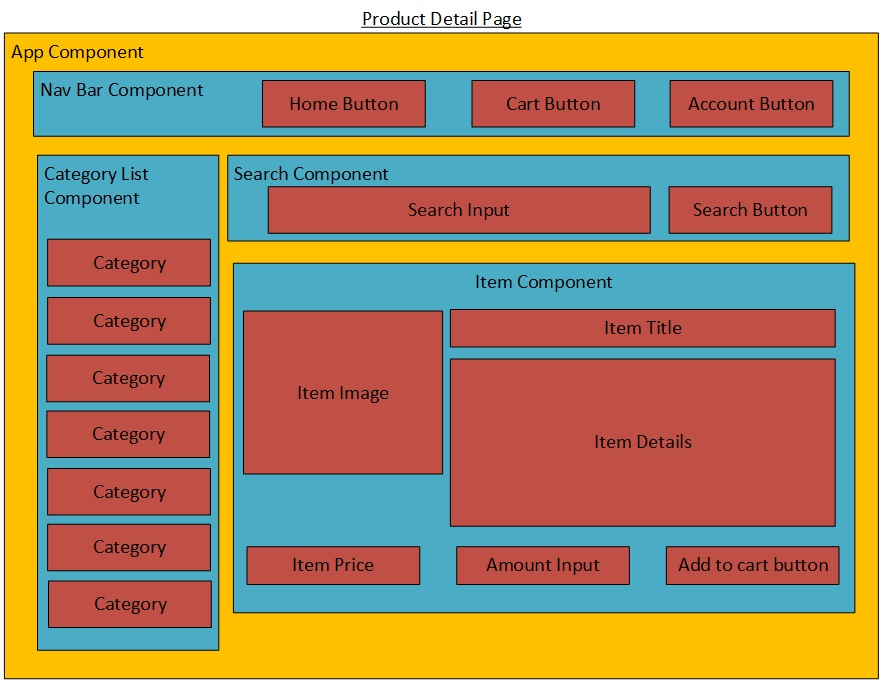 Product Detail Page
App Component
Nav Bar Component
Home Button
Cart Button
Account Button
Category List
Component
Category
Category
Category
Category
Category
Category
Category
Search Component
Search Input
Search Button
Item Component
Item Image
Item Title
Item Details
Item Price
Amount Input
Add to cart button